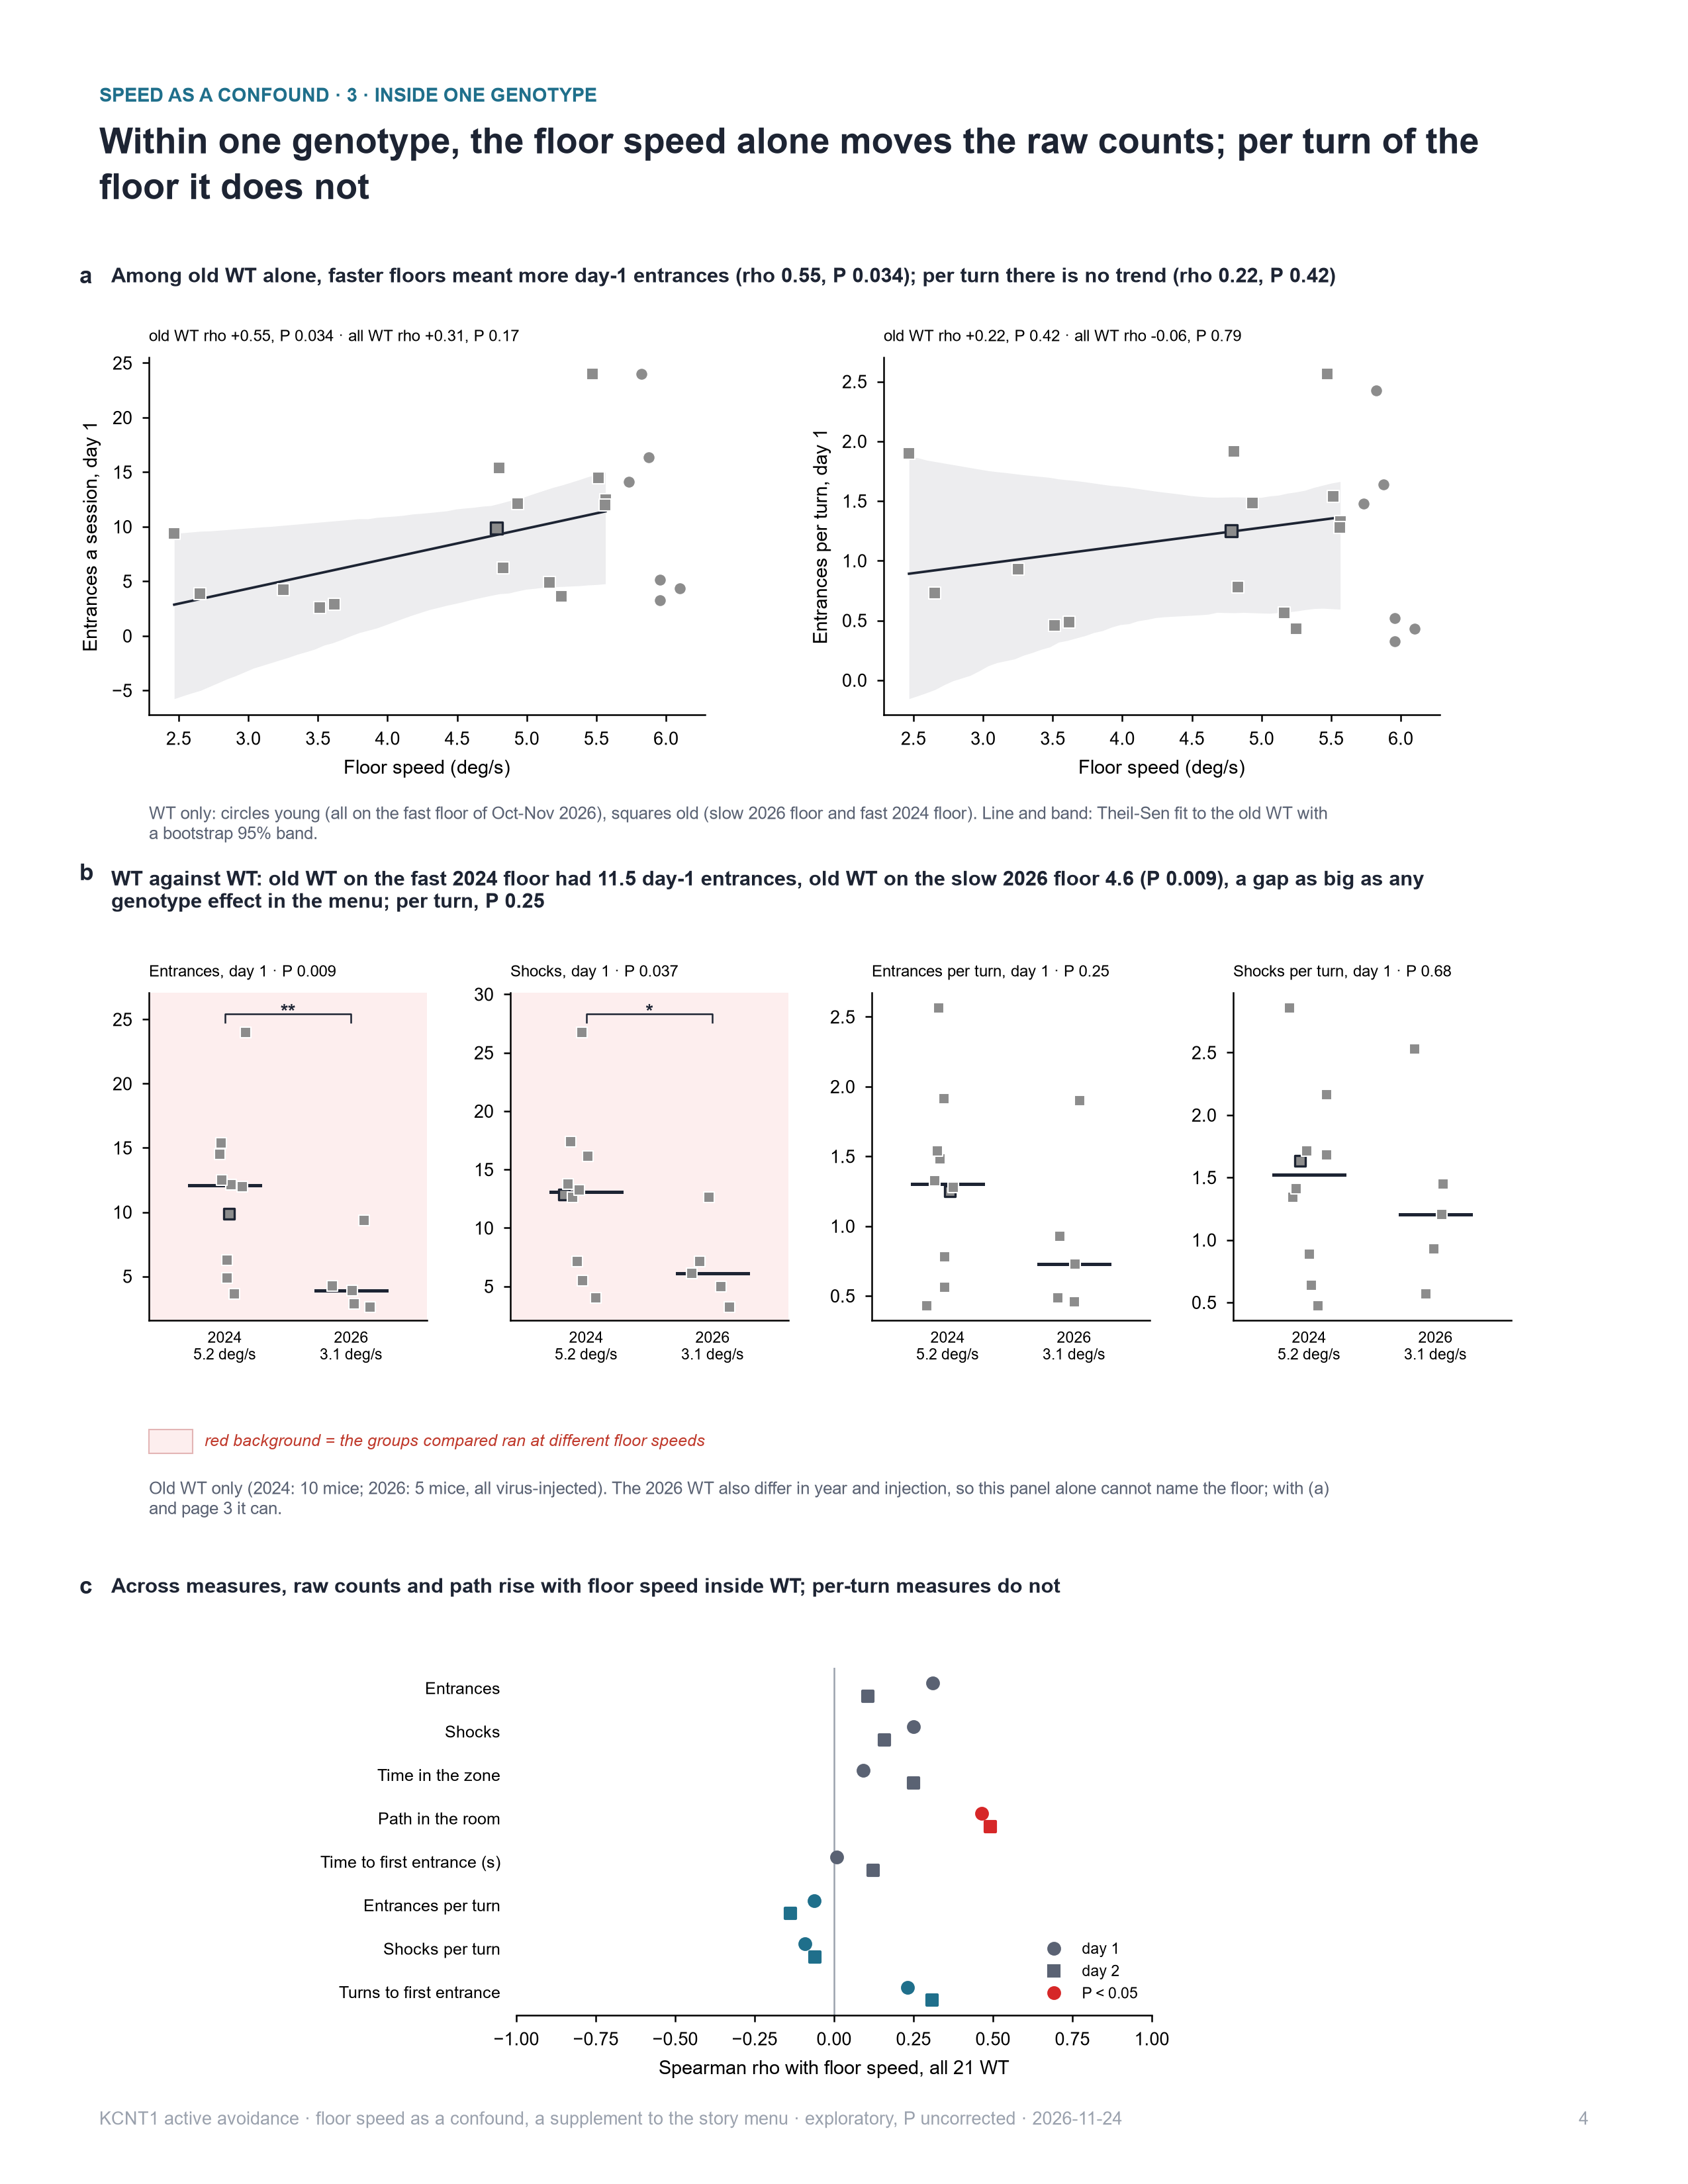 SPEED AS A CONFOUND · 3 · INSIDE ONE GENOTYPE
Within one genotype, the floor speed alone moves the raw counts; per turn of the
floor it does not
a Among old WT alone, faster floors meant more day-1 entrances (rho 0.55, P 0.034); per turn there is no trend (rho 0.22, P 0.42)
old WT rho +0.55, P 0.034 · all WT rho +0.31, P 0.17
Entrances a session, day 1
25
20
15
10
5
0
−5
2.5 3.0 3.5 4.0 4.5 5.0 5.5 6.0
Floor speed (deg/s)
old WT rho +0.22, P 0.42 · all WT rho -0.06, P 0.79
Entrances per turn, day 1
2.5
2.0
1.5
1.0
0.5
0.0
2.5 3.0 3.5 4.0 4.5 5.0 5.5 6.0
Floor speed (deg/s)
WT only: circles young (all on the fast floor of Oct-Nov 2026), squares old (slow 2026 floor and fast 2024 floor). Line and band: Theil-Sen fit to the old WT with
a bootstrap 95% band.
b WT against WT: old WT on the fast 2024 floor had 11.5 day-1 entrances, old WT on the slow 2026 floor 4.6 (P 0.009), a gap as big as any
genotype effect in the menu; per turn, P 0.25
Entrances, day 1 · P 0.009
**
25
20
15
10
5
2024 2026
5.2 deg/s 3.1 deg/s
Shocks, day 1 · P 0.037
*
30
25
20
15
10
5
2024 2026
5.2 deg/s 3.1 deg/s
Entrances per turn, day 1 · P 0.25
2.5
2.0
1.5
1.0
0.5
2024 2026
5.2 deg/s 3.1 deg/s
Shocks per turn, day 1 · P 0.68
2.5
2.0
1.5
1.0
0.5
2024 2026
5.2 deg/s 3.1 deg/s
red background = the groups compared ran at different floor speeds
Old WT only (2024: 10 mice; 2026: 5 mice, all virus-injected). The 2026 WT also differ in year and injection, so this panel alone cannot name the floor; with (a)
and page 3 it can.
c Across measures, raw counts and path rise with floor speed inside WT; per-turn measures do not
Entrances
Shocks
Time in the zone
Path in the room
Time to first entrance (s)
Entrances per turn
Shocks per turn
Turns to first entrance
day 1
day 2
P < 0.05
−1.00 −0.75 −0.50 −0.25 0.00 0.25 0.50 0.75 1.00
Spearman rho with floor speed, all 21 WT
KCNT1 active avoidance · floor speed as a confound, a supplement to the story menu · exploratory, P uncorrected · 2026-11-24 4